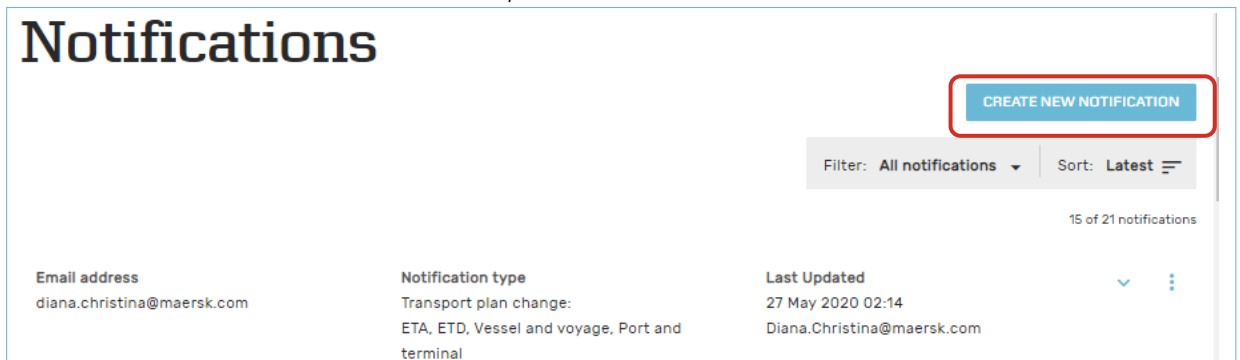 Notifications
CREATE NEW NOTIFICATION
Filter: All notifications Sort: Latest
15 of 21 notifications
Email address
diana.christina@maersk.com
Notification type
Transport plan change:
ETA, ETD, Vessel and voyage, Port and
terminal
Last Updated
27 May 2020 02:14
Diana.Christina@maersk.com